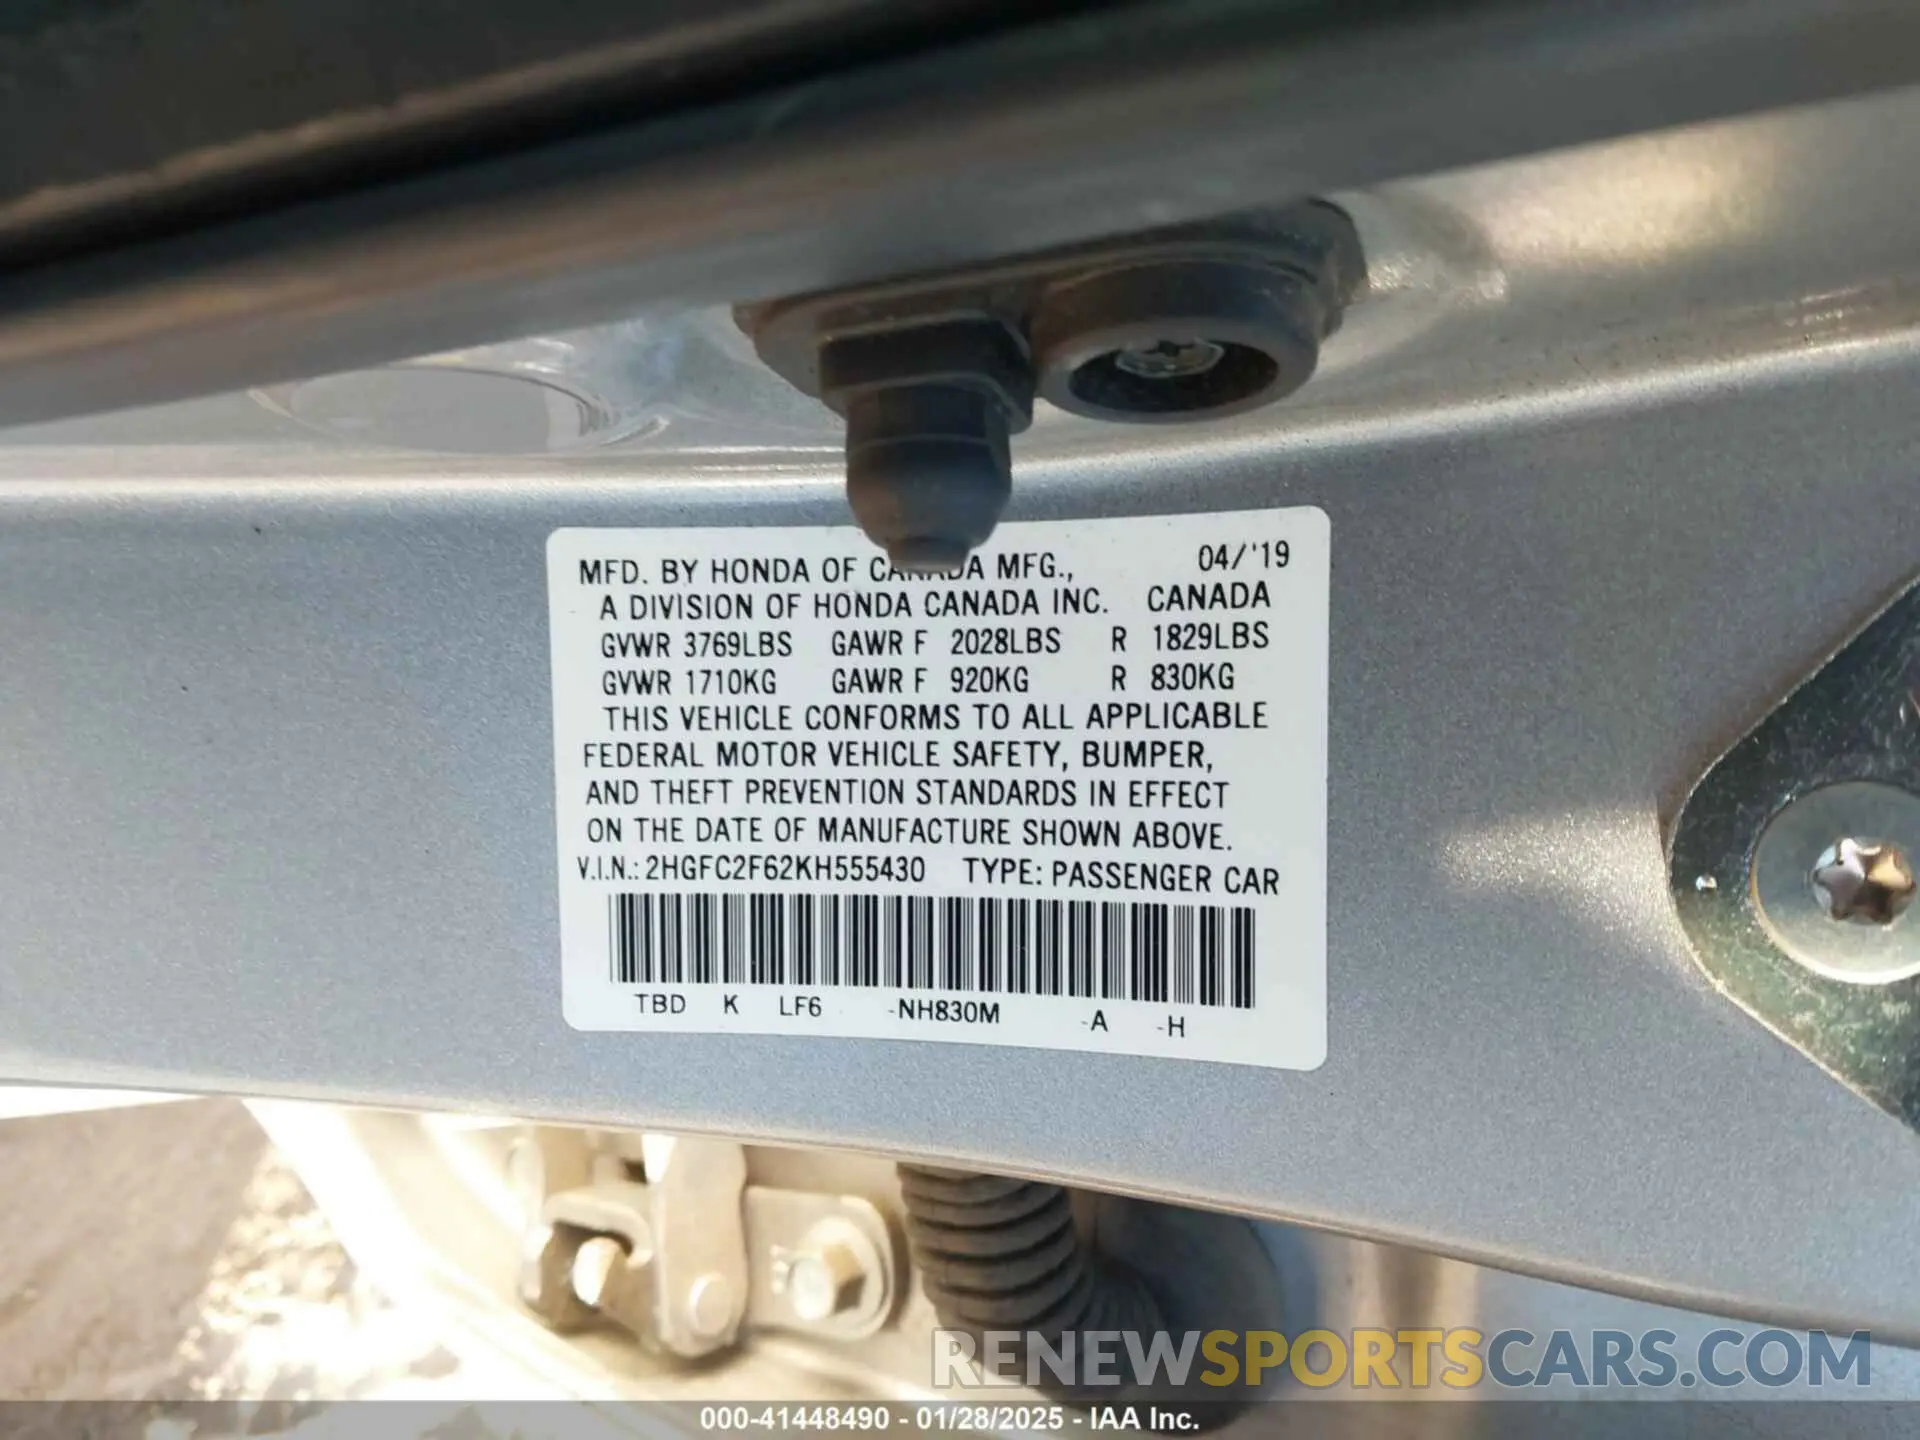 MFD. BY HONDA OF CANADA MFG., 04/'19
A DIVISION OF HONDA CANADA INC. CANADA
GVWR 3769LBS GAWR F 2028LBS R 1829LBS
GVWR 1710KG GAWR F 920KG R 830KG
THIS VEHICLE CONFORMS TO ALL APPLICABLE
FEDERAL MOTOR VEHICLE SAFETY, BUMPER,
AND THEFT PREVENTION STANDARDS IN EFFECT
ON THE DATE OF MANUFACTURE SHOWN ABOVE.
V.I.N.: 2HGFC2F62KH555430 TYPE: PASSENGER CAR
TBD K LF6 -NH830M -A -H
RENEWSPORTSCARS.COM
000-41448490 - 01/28/2025 - IAA Inc.